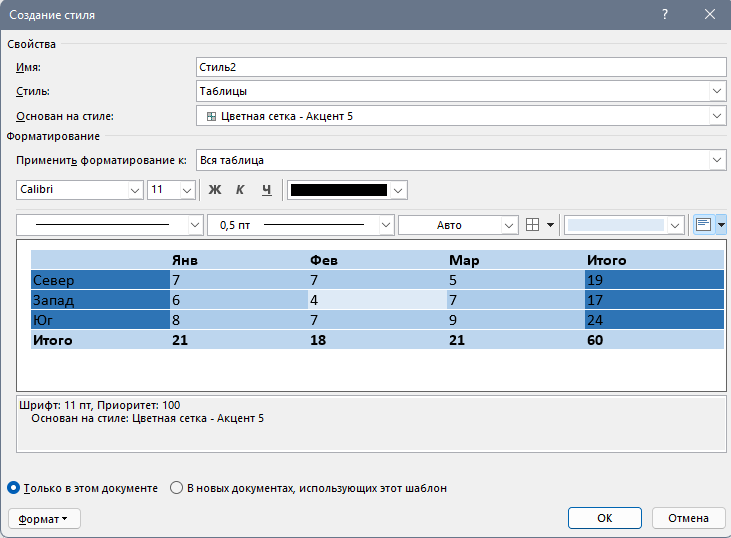 Создание стиля ?
Свойства
Имя: Стиль2
Стиль: Таблицы
Основан на стиле: Цветная сетка - Акцент 5
Форматирование
Применить форматирование к: Вся таблица
Calibri 11 Ж К Ч
0,5 пт Авто
Янв Фев Мар Итого
Север 7 7 5 19
Запад 6 4 7 17
Юг 8 7 9 24
Итого 21 18 21 60
Шрифт: 11 пт, Приоритет: 100
Основан на стиле: Цветная сетка - Акцент 5
Только в этом документе В новых документах, использующих этот шаблон
Формат ОК Отмена